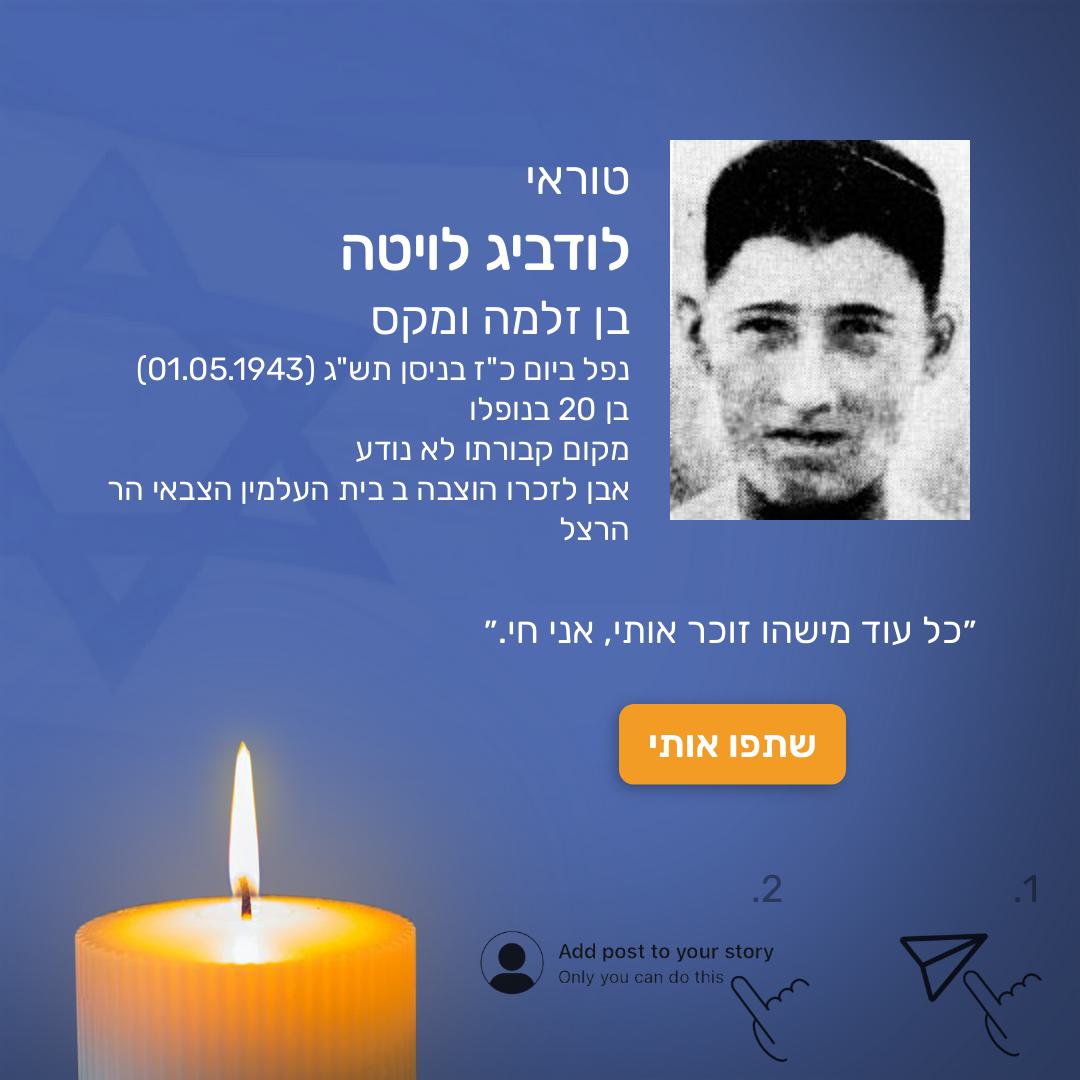 טוראי
לודביג לויטה
בן זלמה ומקס
נפל ביום כ"ז בניסן תש"ג (01.05.1943)
בן 20 בנופלו
מקום קבורתו לא נודע
אבן לזכרו הוצבה ב בית העלמין הצבאי הר
הרצל
״כל עוד מישהו זוכר אותי, אני חי.״
שתפו אותי
.1
.2
Add post to your story
Only you can do this